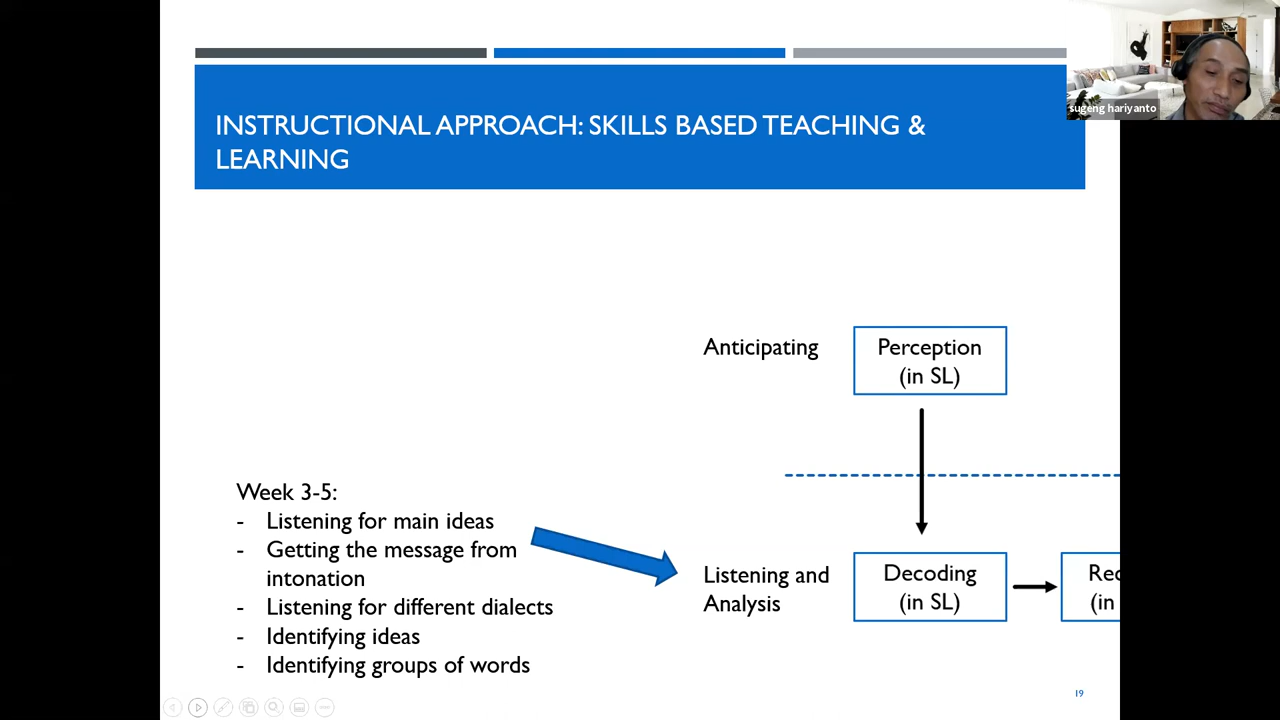 sugeng hariyanto
INSTRUCTIONAL APPROACH: SKILLS BASED TEACHING &
LEARNING
Anticipating
Perception
(in SL)
Week 3-5:
- Listening for main ideas
- Getting the message from
intonation
- Listening for different dialects
- Identifying ideas
- Identifying groups of words
Listening and
Analysis
Decoding
(in SL)
(in
19